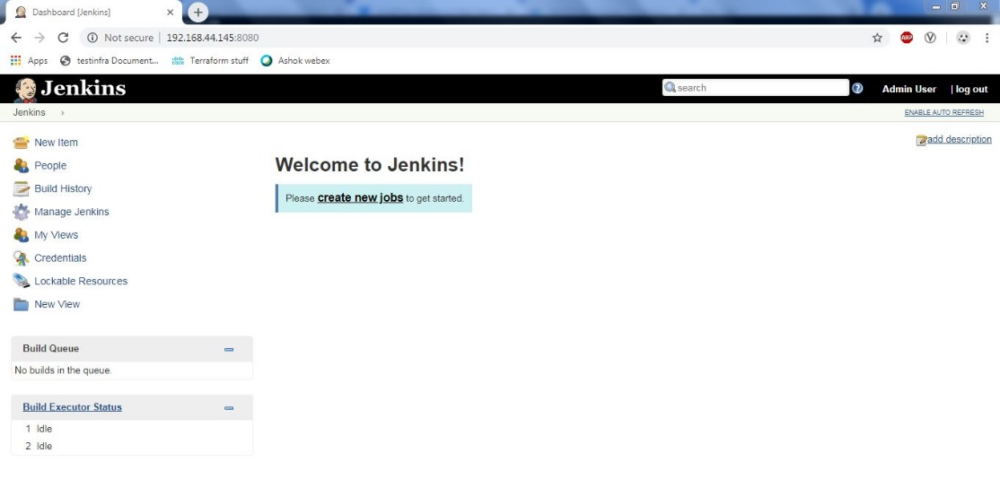 Dashboard [Jenkins]
Not secure | 192.168.44.145:8080
ABP
Apps testinfra Document... Terraform stuff Ashok webex
Jenkins search Admin User | log out
Jenkins ENABLE AUTO REFRESH
add description
New Item
People
Build History
Manage Jenkins
My Views
Credentials
Lockable Resources
New View
Welcome to Jenkins!
Please create new jobs to get started.
Build Queue
No builds in the queue.
Build Executor Status
1 Idle
2 Idle